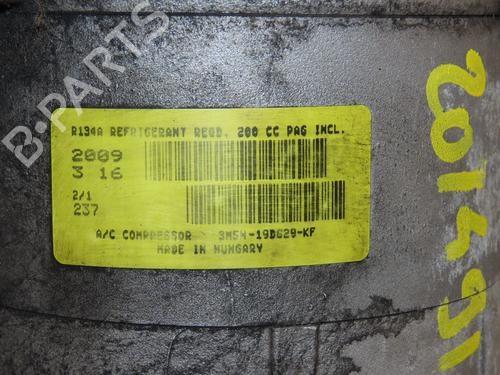 R134A REFRIGERANT REQD. 200 CC PAG INCL.
2009
3 16
2/1
237
A/C COMPRESSOR > 3M5H-19D629-KF
MADE IN HUNGARY
B-PARTS